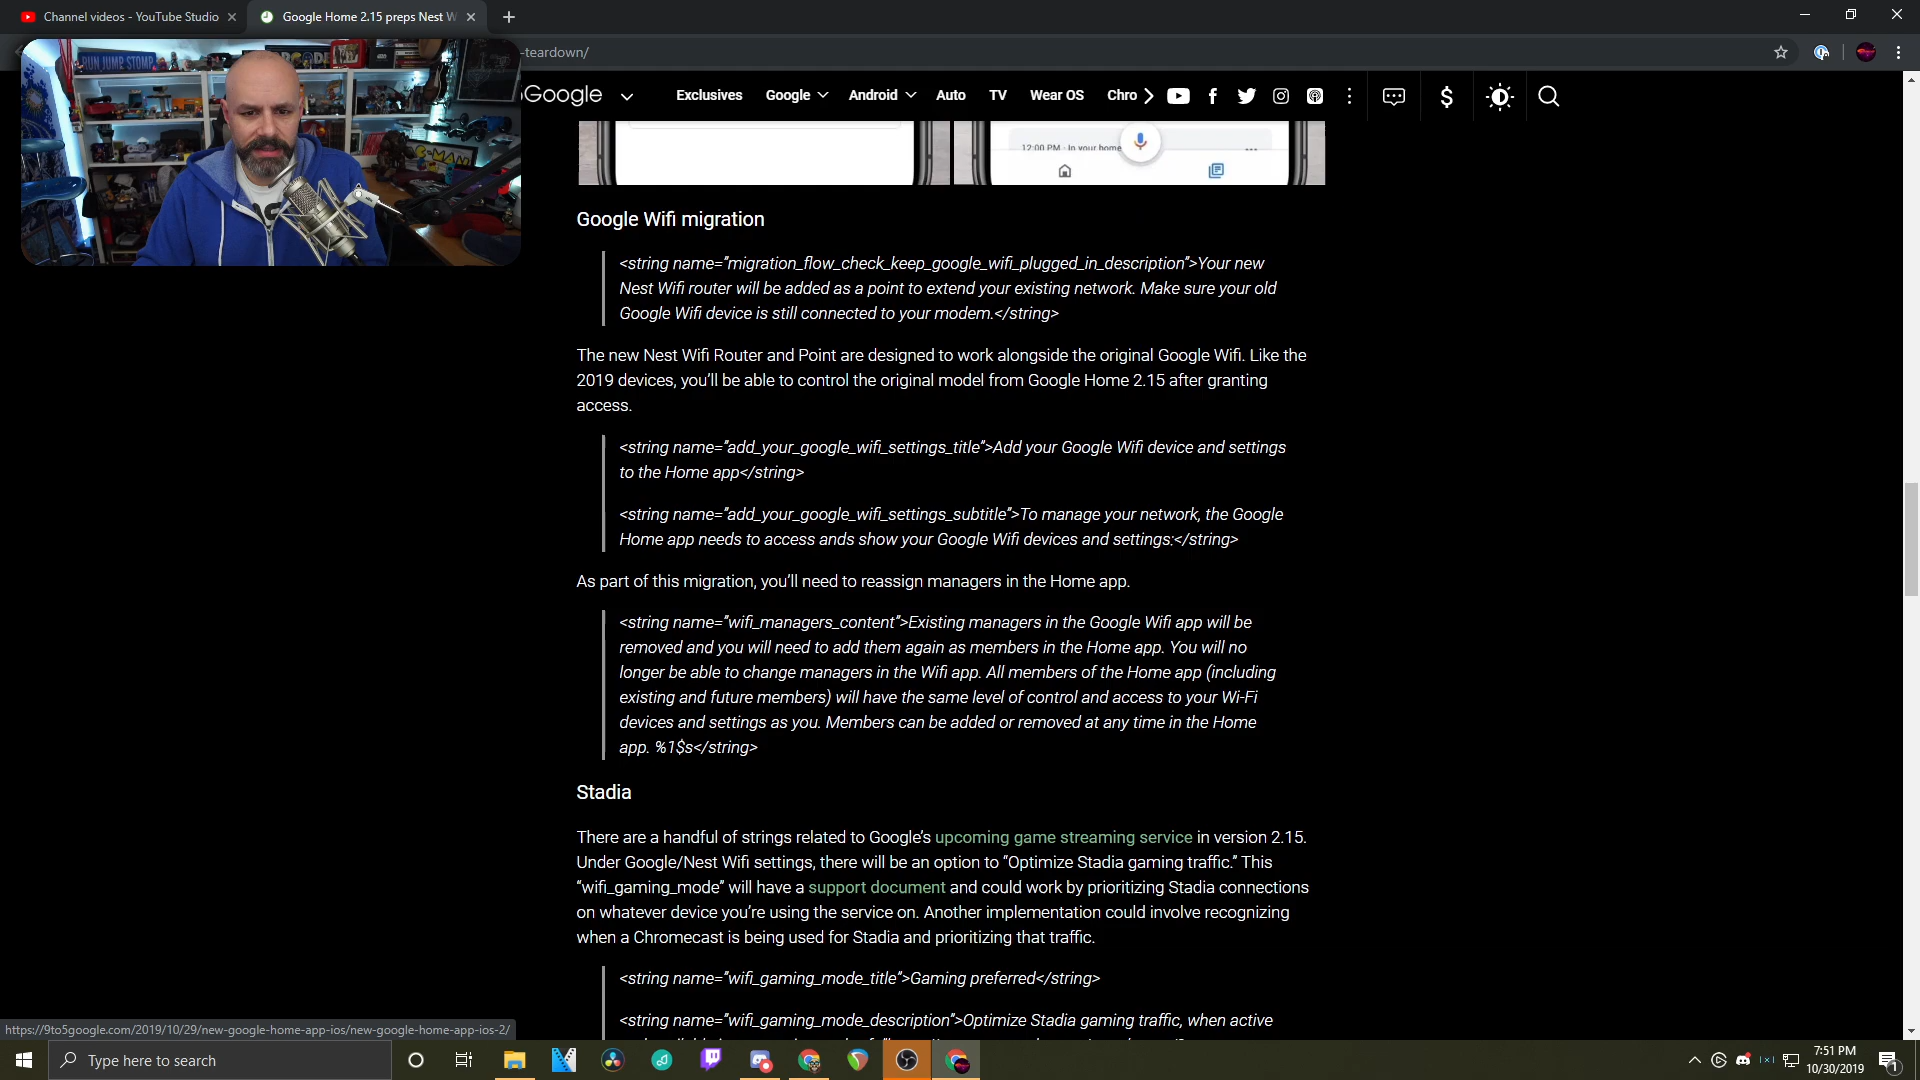 Channel videos - YouTube Studio
Google Home 2.15 preps Nest W
-teardown/
Google
Exclusives
Google
Android
Auto
TV
Wear OS
Chro
RUN JUMP STOMP
12:00 PM - In your home
Google Wifi migration
<string name="migration_flow_check_keep_google_wifi_plugged_in_description">Your new
Nest Wifi router will be added as a point to extend your existing network. Make sure your old
Google Wifi device is still connected to your modem.</string>
The new Nest Wifi Router and Point are designed to work alongside the original Google Wifi. Like the
2019 devices, you'll be able to control the original model from Google Home 2.15 after granting
access.
<string name="add_your_google_wifi_settings_title">Add your Google Wifi device and settings
to the Home app</string>
<string name="add_your_google_wifi_settings_subtitle">To manage your network, the Google
Home app needs to access ands show your Google Wifi devices and settings:</string>
As part of this migration, you'll need to reassign managers in the Home app.
<string name="wifi_managers_content">Existing managers in the Google Wifi app will be
removed and you will need to add them again as members in the Home app. You will no
longer be able to change managers in the Wifi app. All members of the Home app (including
existing and future members) will have the same level of control and access to your Wi-Fi
devices and settings as you. Members can be added or removed at any time in the Home
app. %1$s</string>
Stadia
There are a handful of strings related to Google's upcoming game streaming service in version 2.15.
Under Google/Nest Wifi settings, there will be an option to "Optimize Stadia gaming traffic." This
"wifi_gaming_mode" will have a support document and could work by prioritizing Stadia connections
on whatever device you're using the service on. Another implementation could involve recognizing
when a Chromecast is being used for Stadia and prioritizing that traffic.
<string name="wifi_gaming_mode_title">Gaming preferred</string>
<string name="wifi_gaming_mode_description">Optimize Stadia gaming traffic, when active
https://9to5google.com/2019/10/29/new-google-home-app-ios/new-google-home-app-ios-2/
Type here to search
7:51 PM
10/30/2019
1